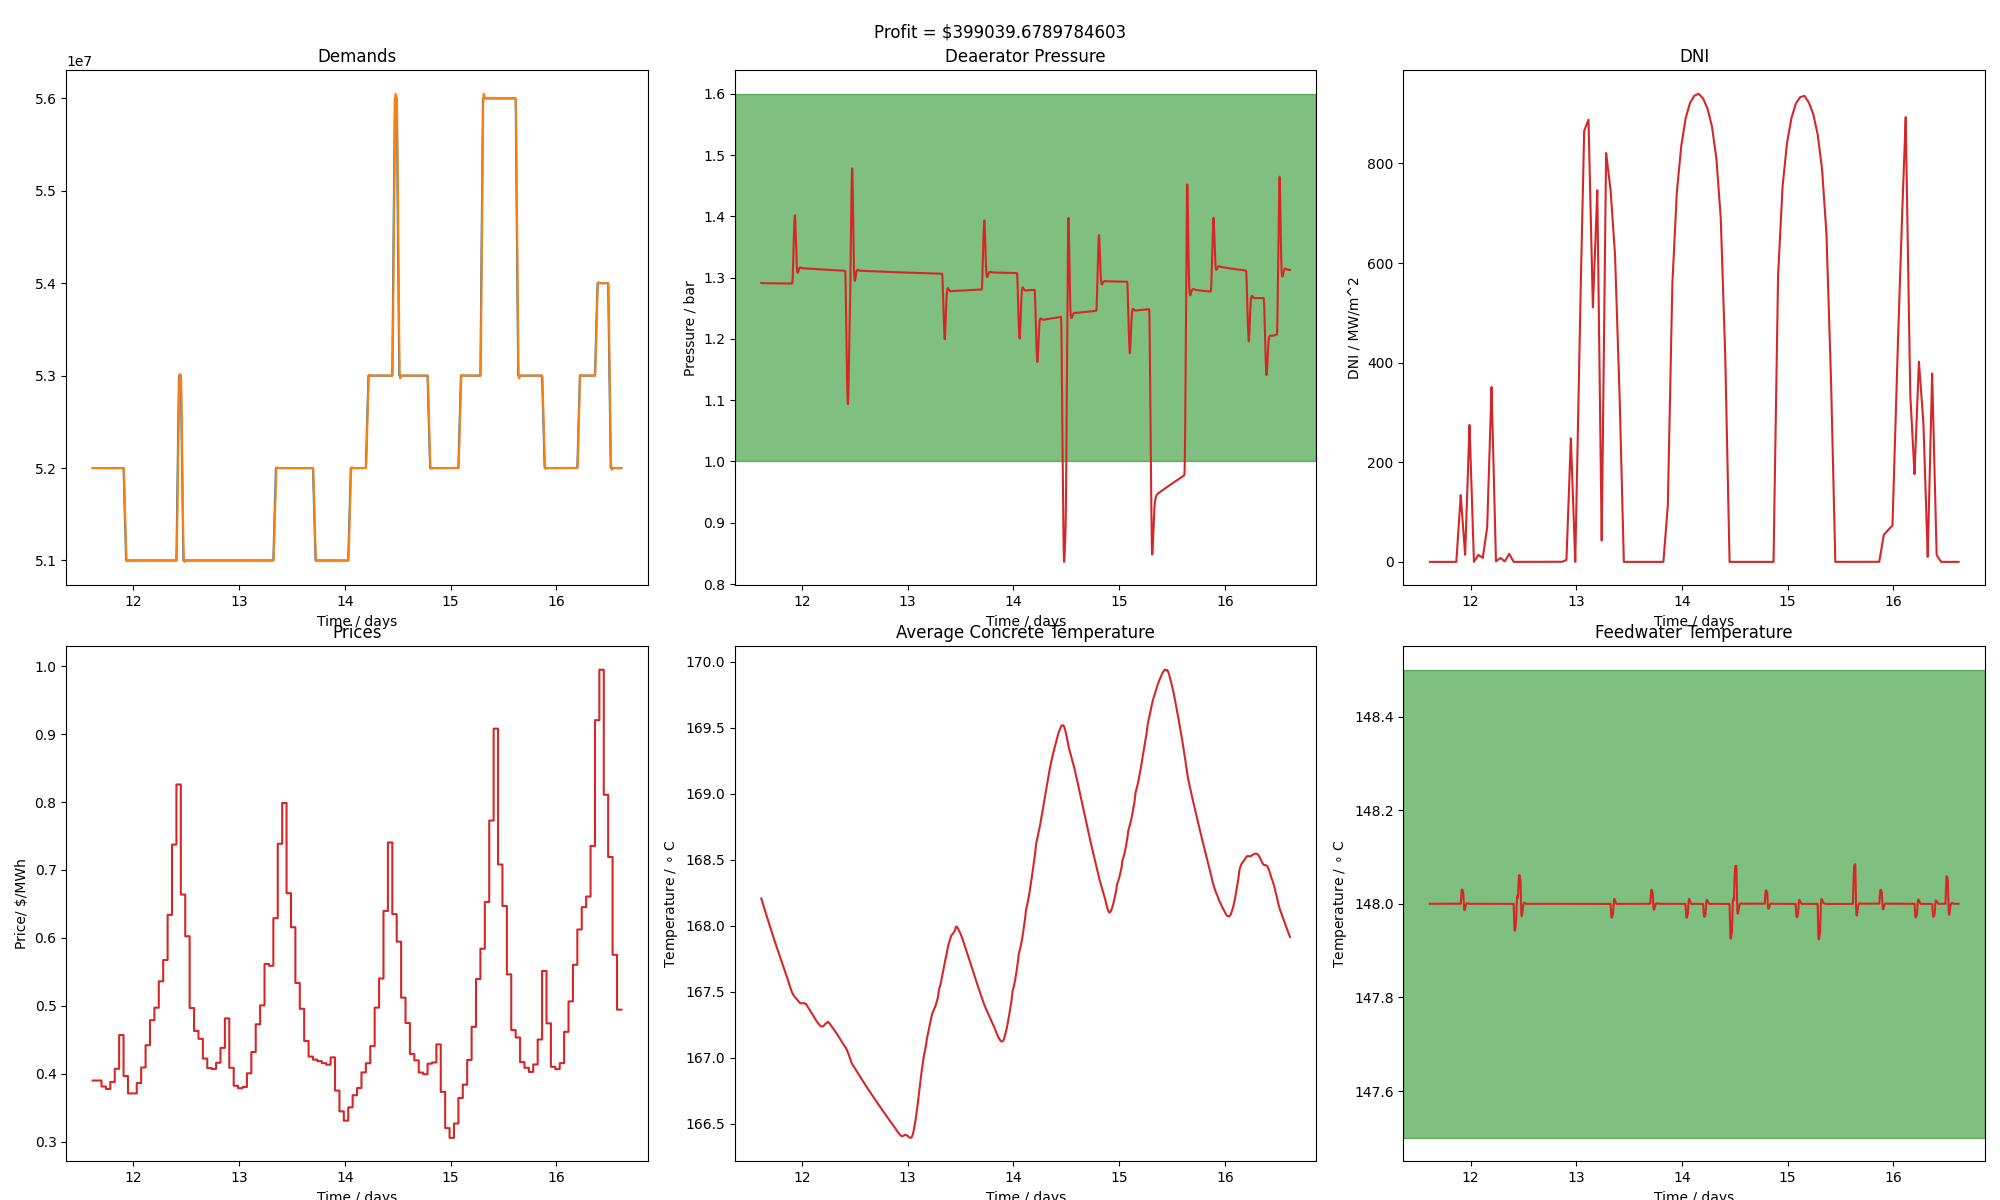 Profit = $399039.6789784603
Demands
1e7
5.6
5.5
5.4
5.3
5.2
5.1
12 13 14 15 16
Time / days
Deaerator Pressure
Pressure / bar
1.6
1.5
1.4
1.3
1.2
1.1
1.0
0.9
0.8
12 13 14 15 16
Time / days
DNI
DNI / MW/m^2
800
600
400
200
0
12 13 14 15 16
Time / days
Prices
Price/ $/MWh
1.0
0.9
0.8
0.7
0.6
0.5
0.4
0.3
12 13 14 15 16
Time / days
Average Concrete Temperature
Temperature / ∘ C
170.0
169.5
169.0
168.5
168.0
167.5
167.0
166.5
12 13 14 15 16
Time / days
Feedwater Temperature
Temperature / ∘ C
148.4
148.2
148.0
147.8
147.6
12 13 14 15 16
Time / days